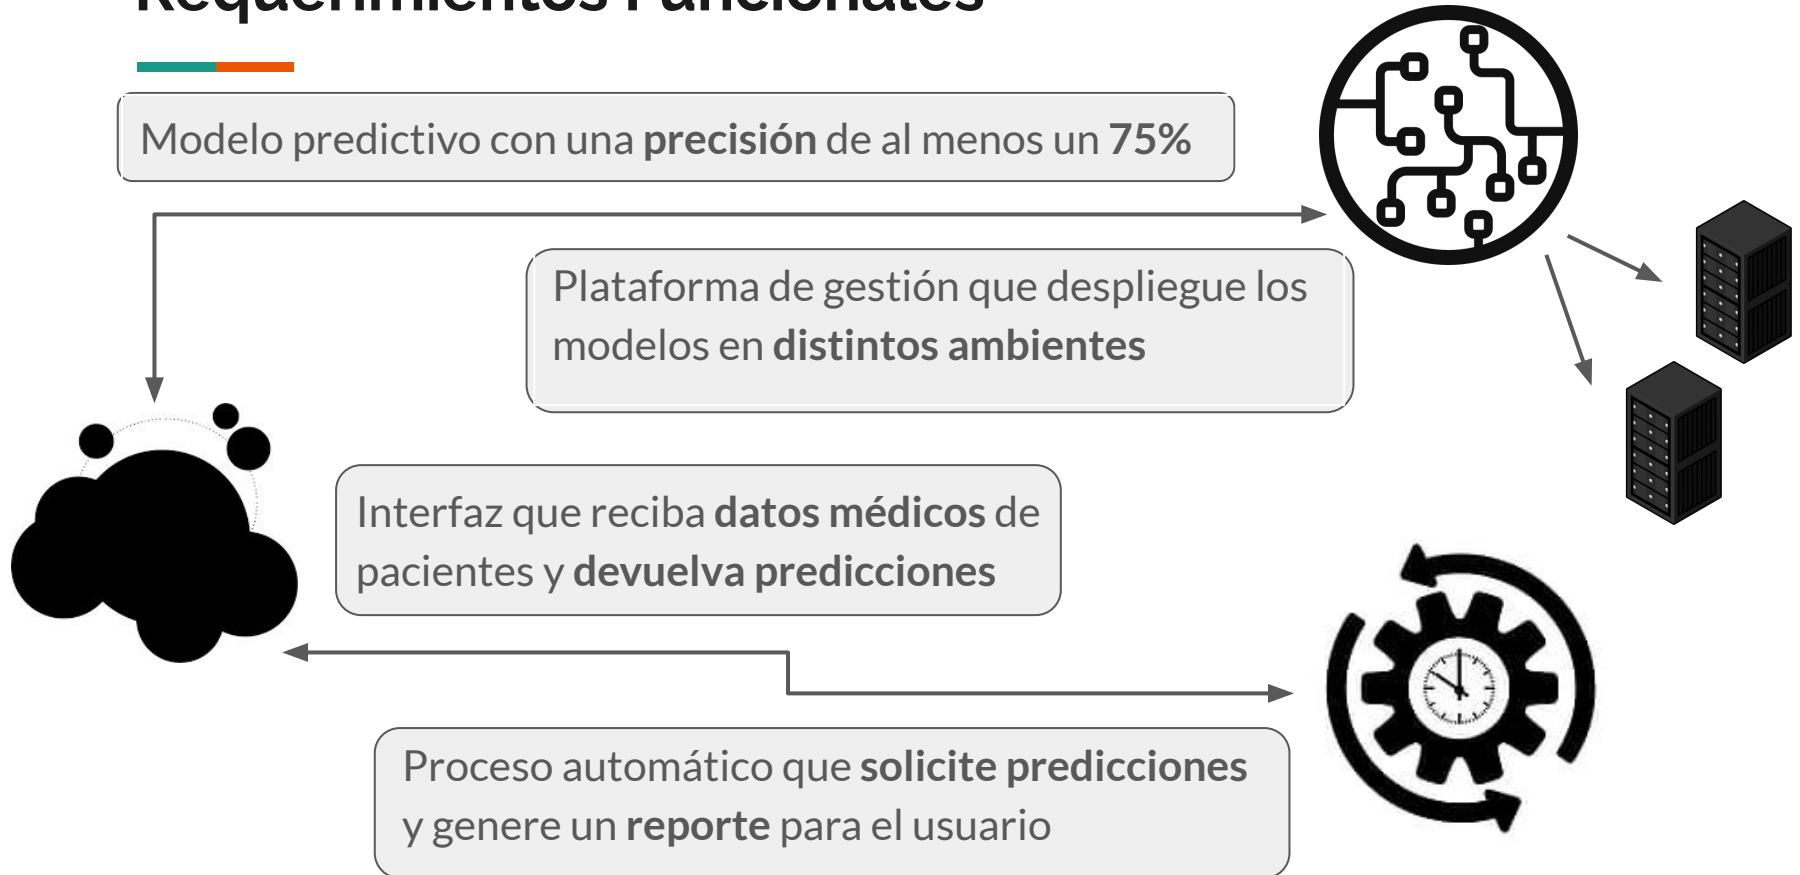 Requerimientos Funcionales
Modelo predictivo con una precisión de al menos un 75%
Plataforma de gestión que despliegue los
modelos en distintos ambientes
Interfaz que reciba datos médicos de
pacientes y devuelva predicciones
Proceso automático que solicite predicciones
y genere un reporte para el usuario